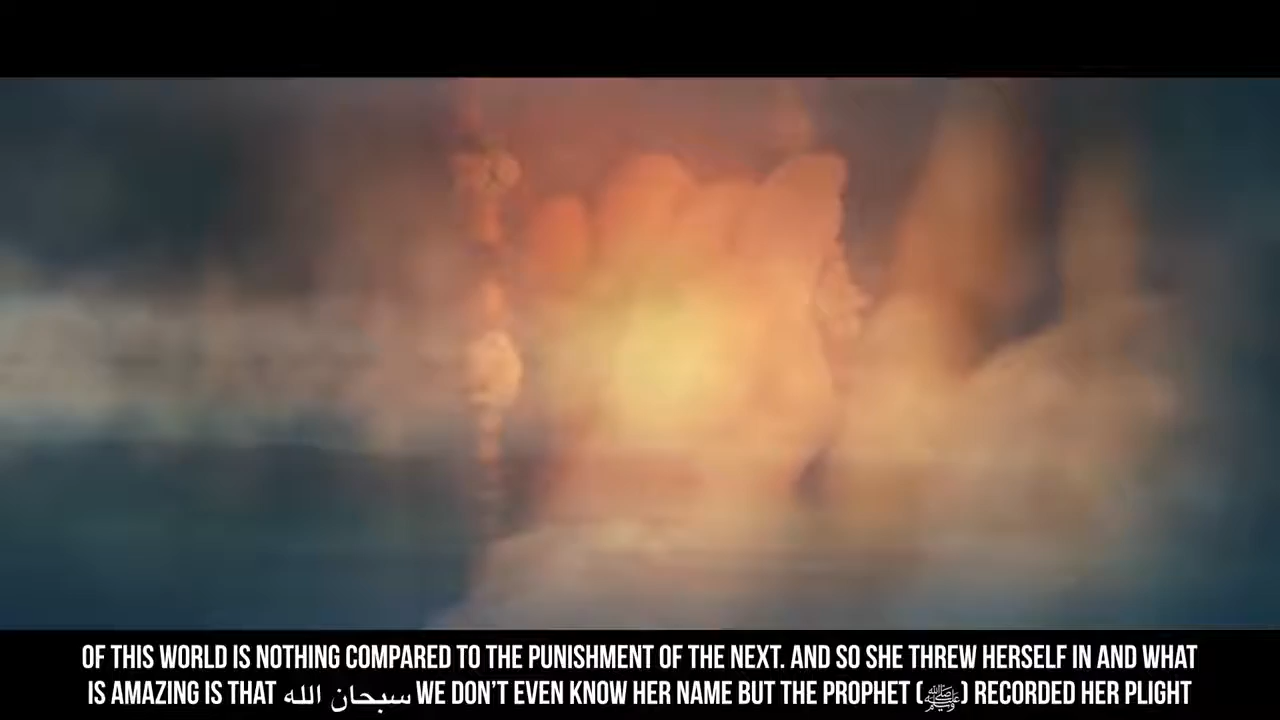 OF THIS WORLD IS NOTHING COMPARED TO THE PUNISHMENT OF THE NEXT. AND SO SHE THREW HERSELF IN AND WHAT
IS AMAZING IS THAT سبحان الله WE DON'T EVEN KNOW HER NAME BUT THE PROPHET (ﷺ) RECORDED HER PLIGHT